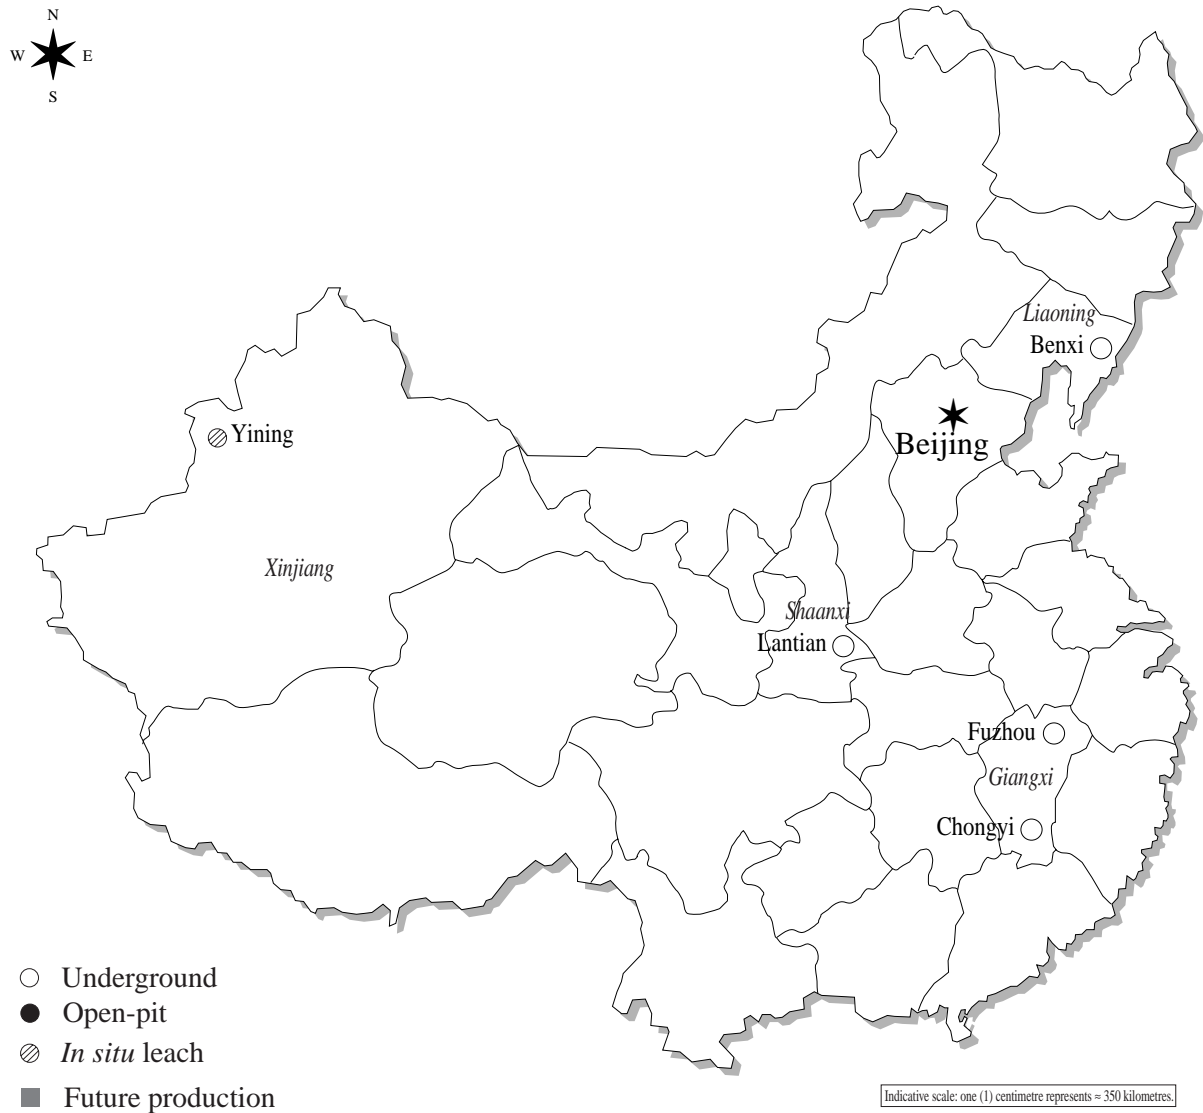 N
W E
S
Liaoning
Benxi
Beijing
Yining
Xinjiang
Shaanxi
Lantian
Fuzhou
Giangxi
Chongyi
Underground
Open-pit
In situ leach
Future production
Indicative scale: one (1) centimetre represents ≈ 350 kilometres.